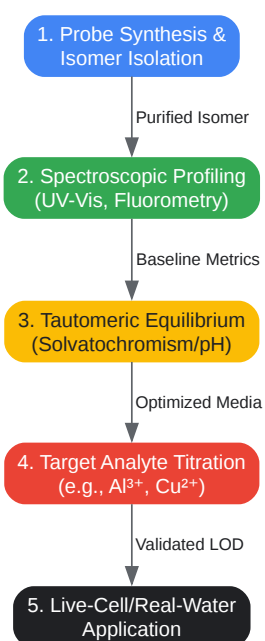 1. Probe Synthesis &
Isomer Isolation
Purified Isomer
2. Spectroscopic Profiling
(UV-Vis, Fluorometry)
Baseline Metrics
3. Tautomeric Equilibrium
(Solvatochromism/pH)
Optimized Media
4. Target Analyte Titration
(e.g., Al³⁺, Cu²⁺)
Validated LOD
5. Live-Cell/Real-Water
Application